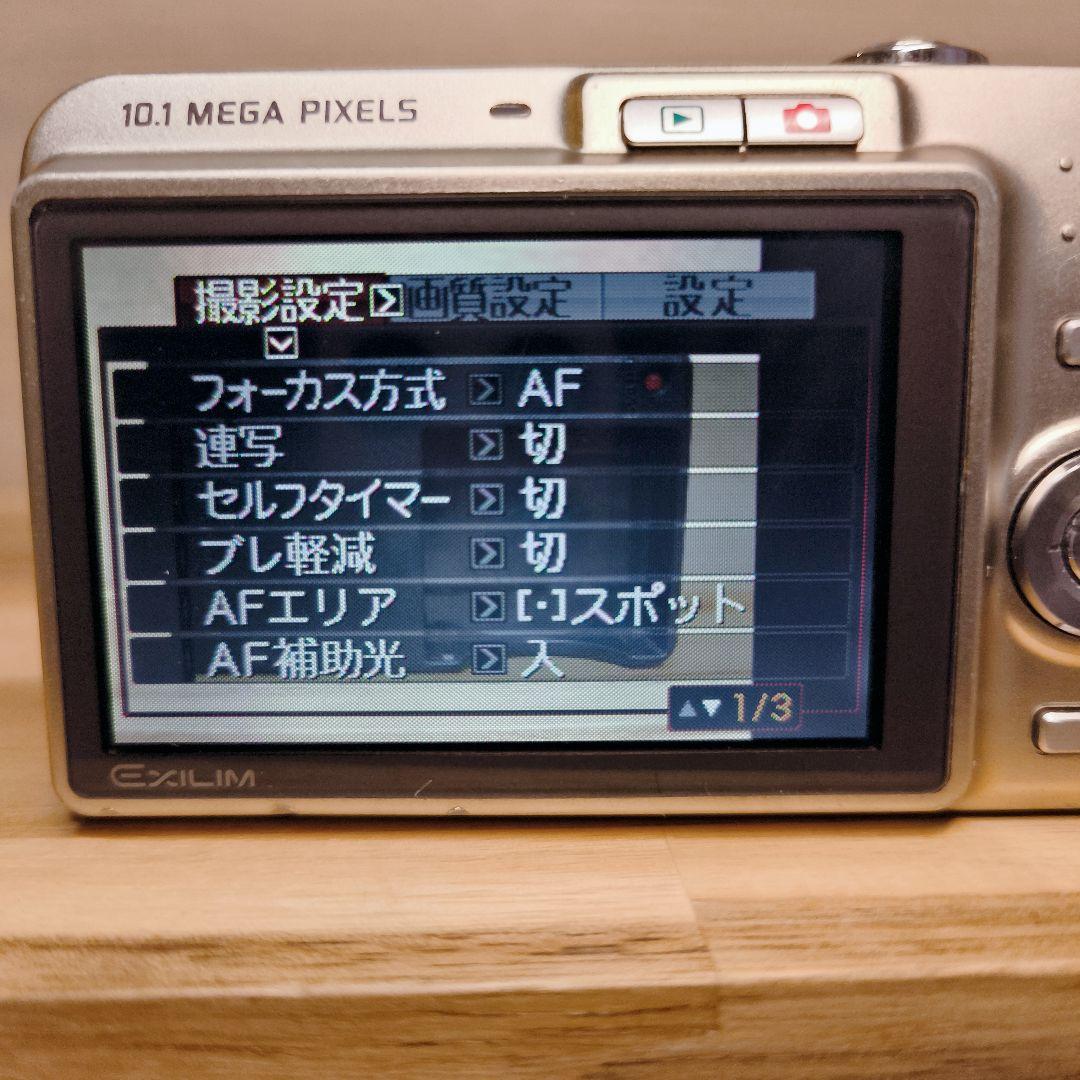 10.1 MEGA PIXELS
撮影設定 画質設定 設定
フォーカス方式 AF
連写 切
セルフタイマー 切
ブレ軽減 切
AFエリア [・]スポット
AF補助光 入
▲▼1/3
EXILIM